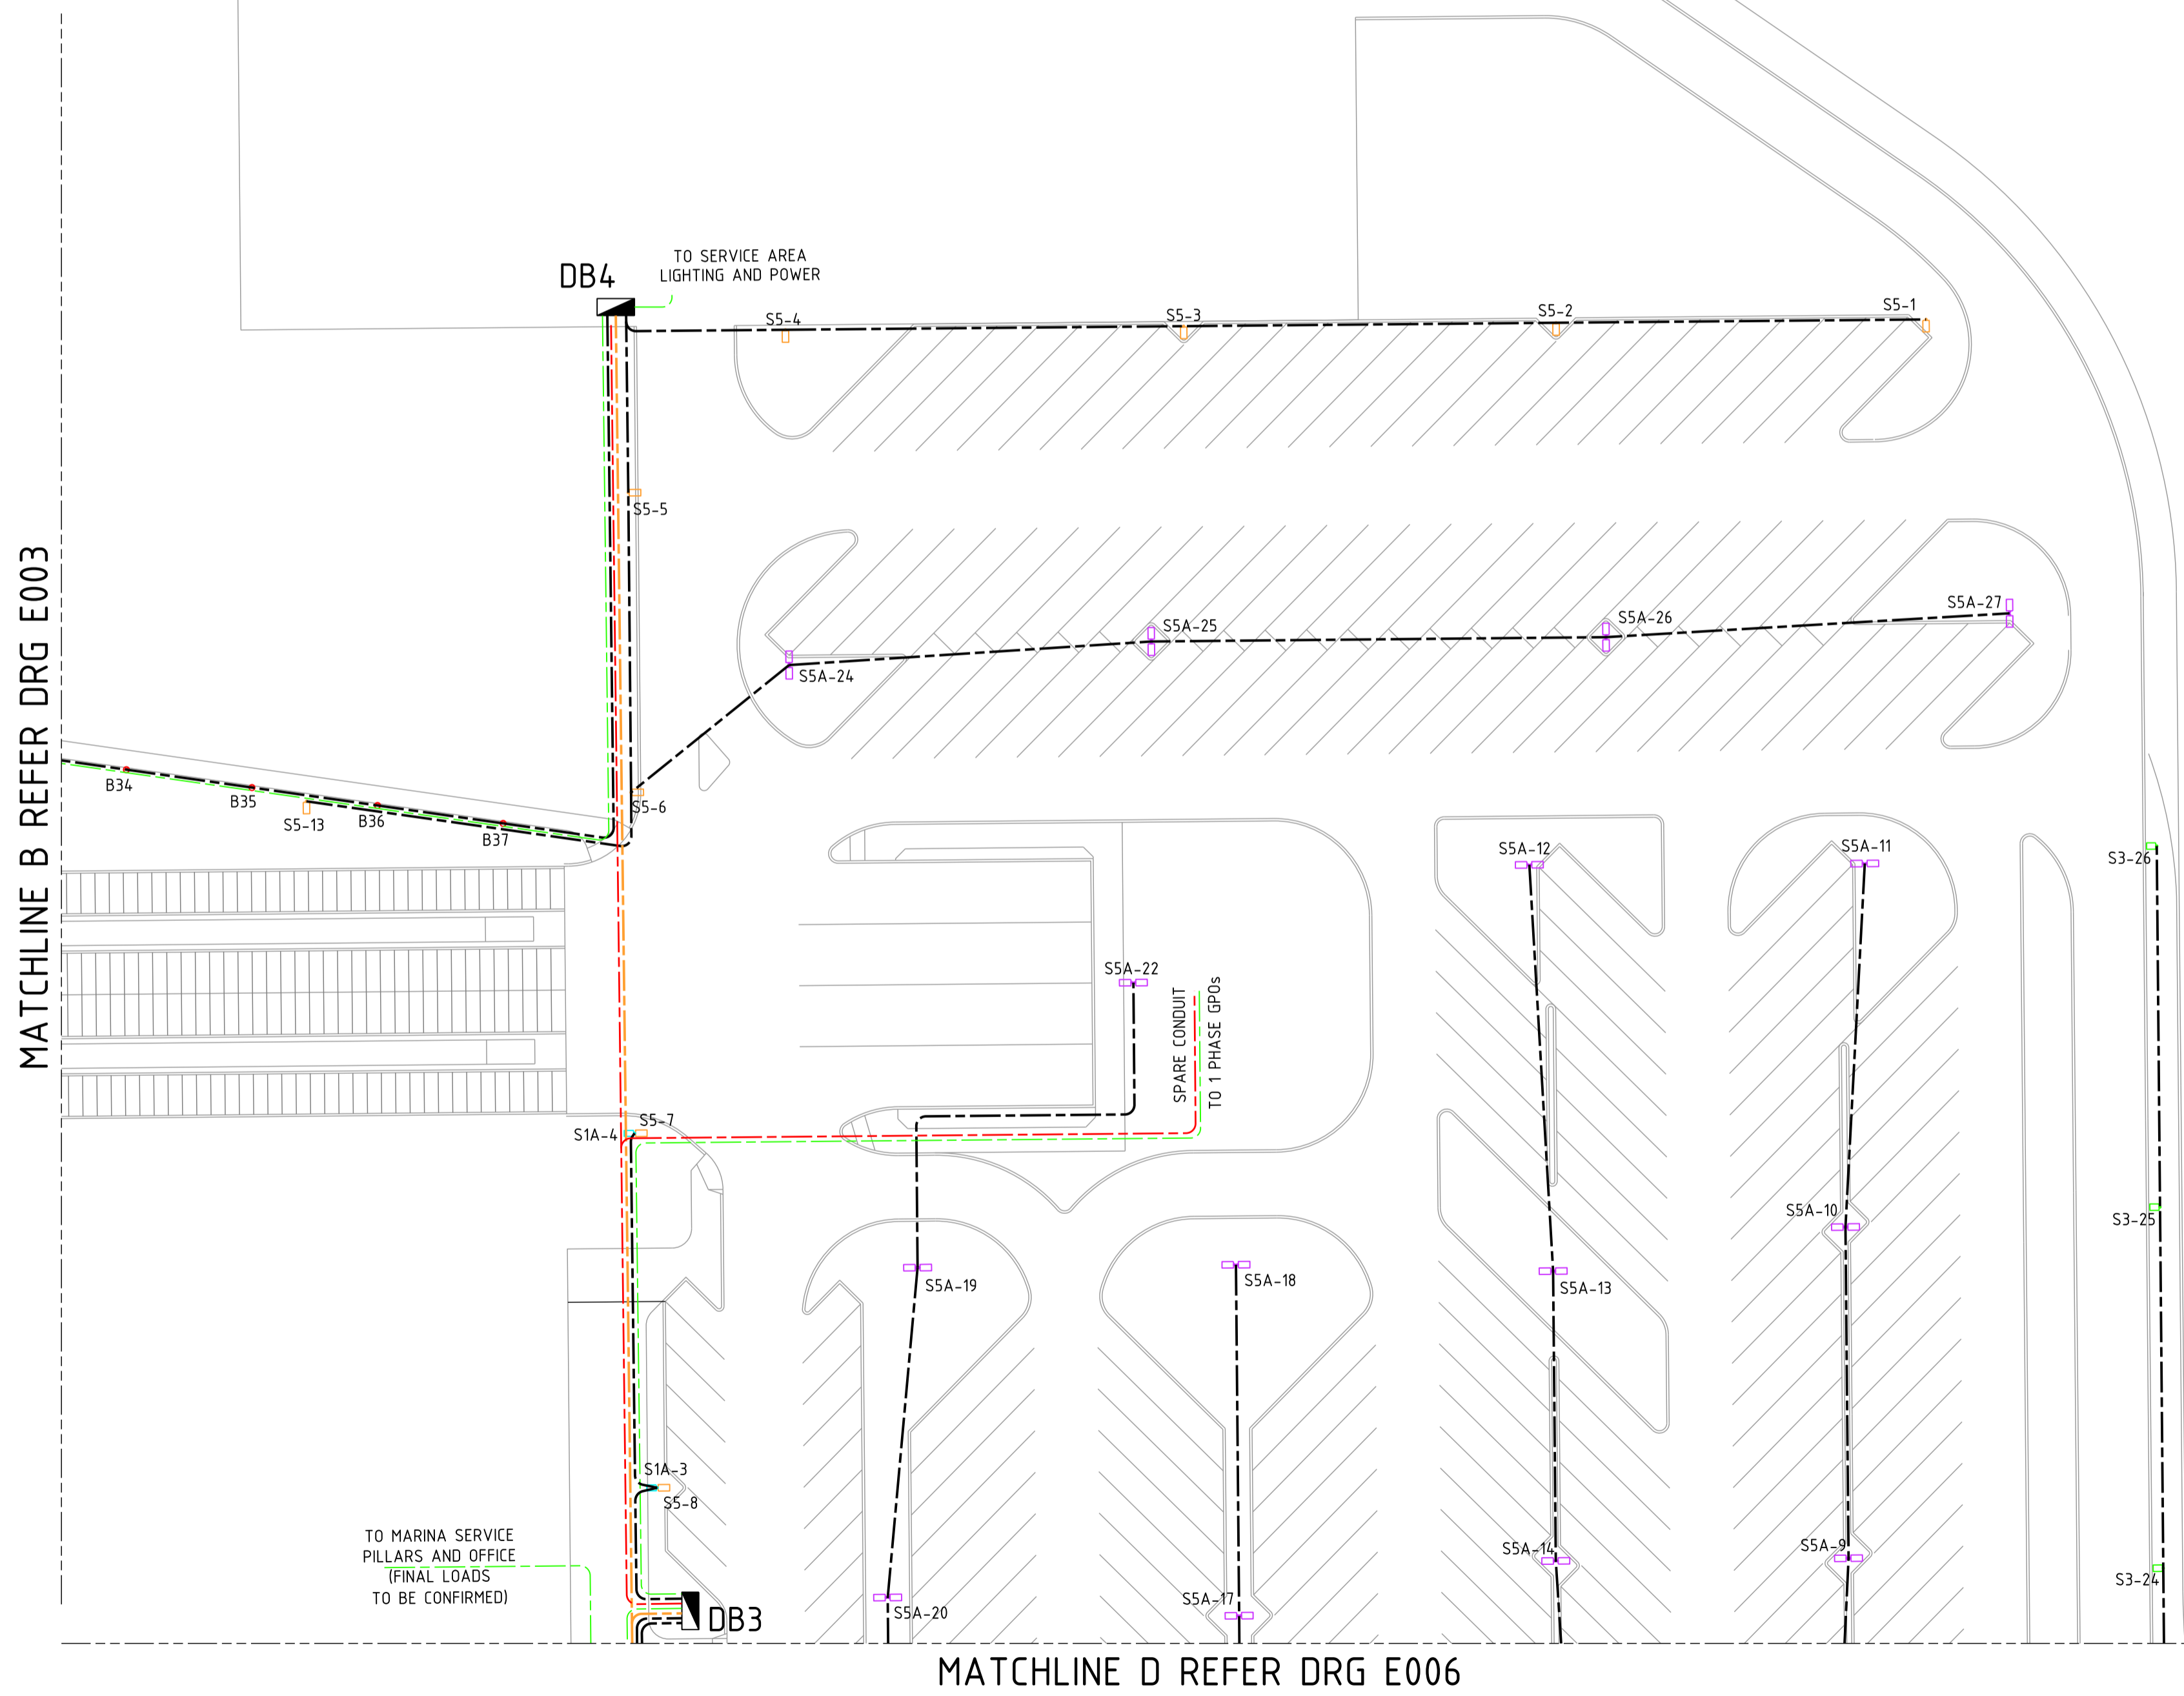 TO SERVICE AREA
LIGHTING AND POWER
DB4
S5-4
S5-3
S5-2
S5-1
S5-5
S5A-24
S5A-25
S5A-26
S5A-27
MATCHLINE B REFER DRG E003
B34
B35
S5-13
B36
B37
S5-6
S5A-12
S5A-11
S3-26
S5A-22
SPARE CONDUIT
TO 1 PHASE GPOs
S1A-4
S5-7
S5A-10
S3-25
S5A-19
S5A-18
S5A-13
S1A-3
S5-8
TO MARINA SERVICE
PILLARS AND OFFICE
(FINAL LOADS
TO BE CONFIRMED)
DB3
S5A-20
S5A-17
S5A-14
S5A-9
S3-24
MATCHLINE D REFER DRG E006